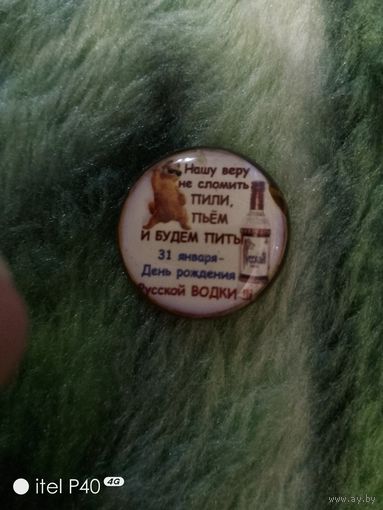 Нашу веру
не сломить
ПИЛИ,
ПЬЁМ
И БУДЕМ ПИТЬ!
31 января-
День рождения
Русской ВОДКИ !!!
itel P40 4G
www.ay.by